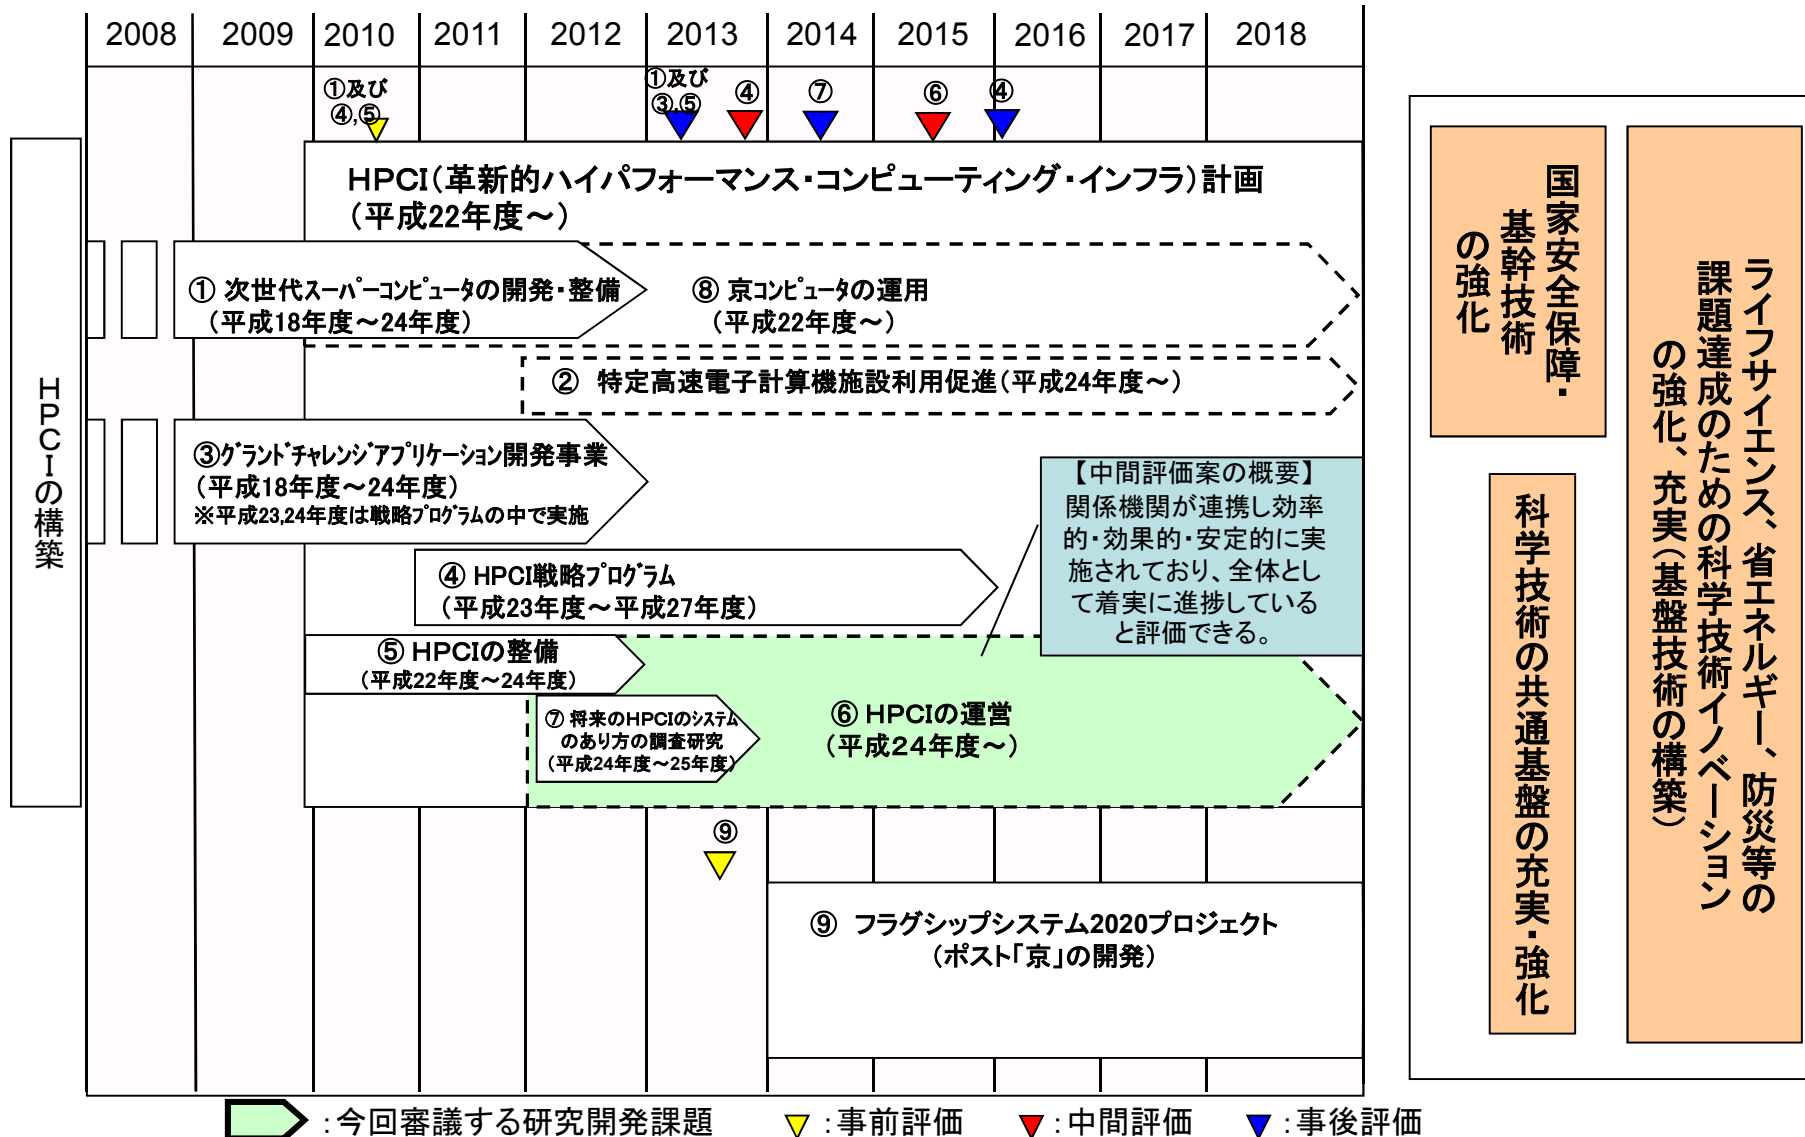 2008 2009 2010 2011 2012 2013 2014 2015 2016 2017 2018
①及び
④,⑤
①及び
③,⑤
④
⑦
⑥
④
HPCIの構築
HPCI(革新的ハイパフォーマンス・コンピューティング・インフラ)計画
(平成22年度～)
① 次世代スーパーコンピュータの開発・整備
(平成18年度～24年度)
⑧ 京コンピュータの運用
(平成22年度～)
② 特定高速電子計算機施設利用促進(平成24年度～)
③グランドチャレンジアプリケーション開発事業
(平成18年度～24年度)
※平成23,24年度は戦略プログラムの中で実施
【中間評価案の概要】
関係機関が連携し効率
的・効果的・安定的に実
施されており、全体とし
て着実に進捗している
と評価できる。
④ HPCI戦略プログラム
(平成23年度～平成27年度)
⑤ HPCIの整備
(平成22年度～24年度)
⑦ 将来のHPCIのシステム
のあり方の調査研究
(平成24年度～25年度)
⑥ HPCIの運営
(平成24年度～)
⑨
⑨ フラグシップシステム2020プロジェクト
(ポスト「京」の開発)
国家安全保障・
基幹技術
の強化
科学技術の共通基盤の充実・強化
ライフサイエンス、省エネルギー、防災等の
課題達成のための科学技術イノベーション
の強化、充実(基盤技術の構築)
:今回審議する研究開発課題
:事前評価
:中間評価
:事後評価